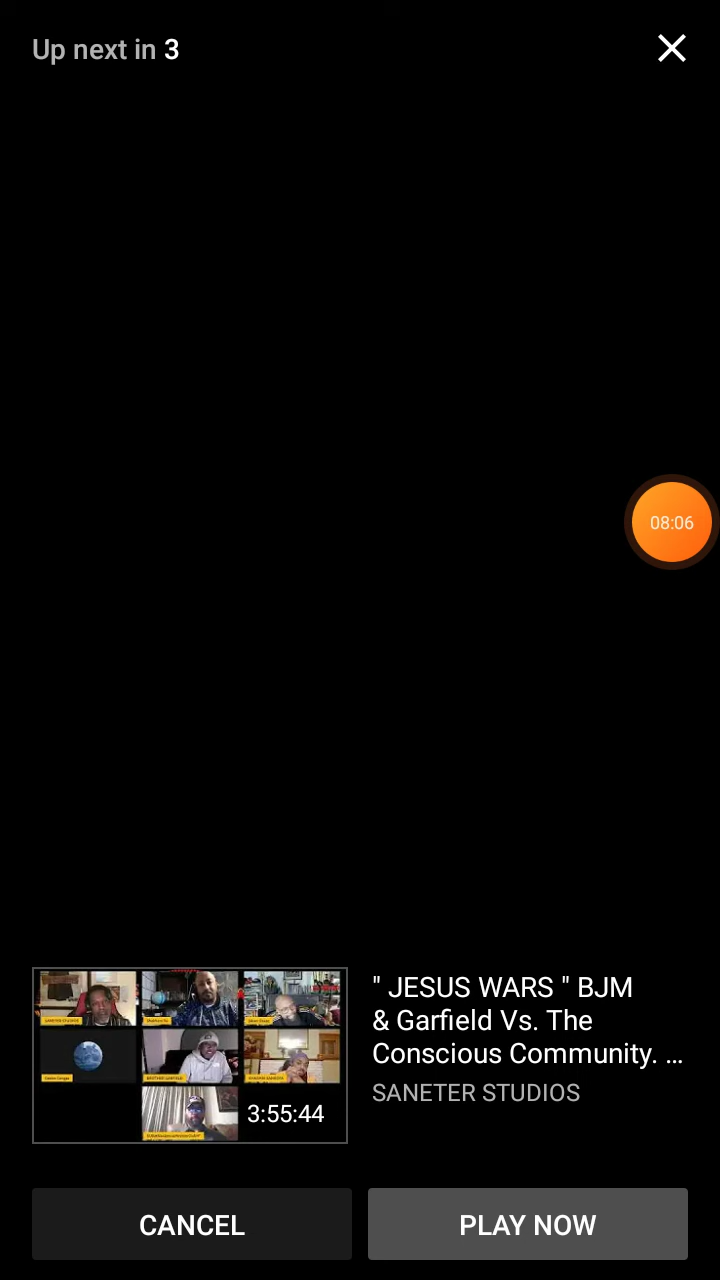 Up next in 3
08:06
" JESUS WARS " BJM
& Garfield Vs. The
Conscious Community. ...
SANETER STUDIOS
3:55:44
CANCEL
PLAY NOW